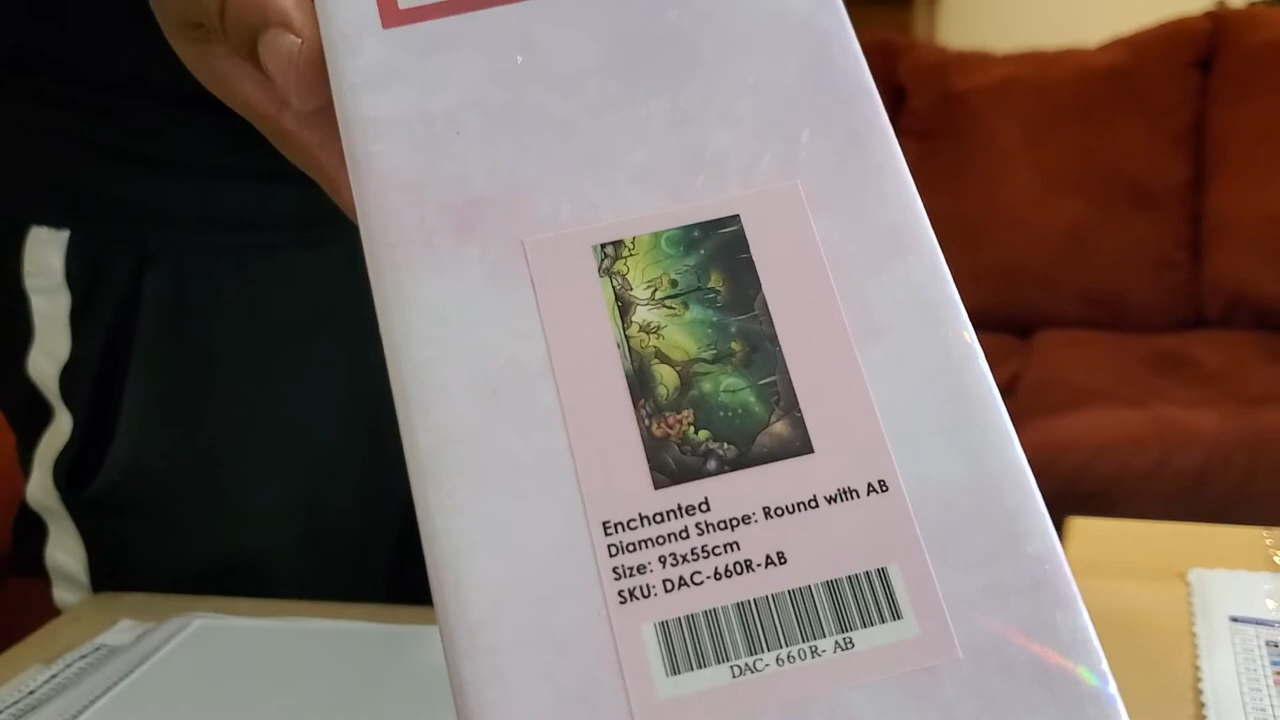 Enchanted
Diamond Shape: Round with AB
Size: 93x55cm
SKU: DAC-660R-AB
DAC- 660R- AB